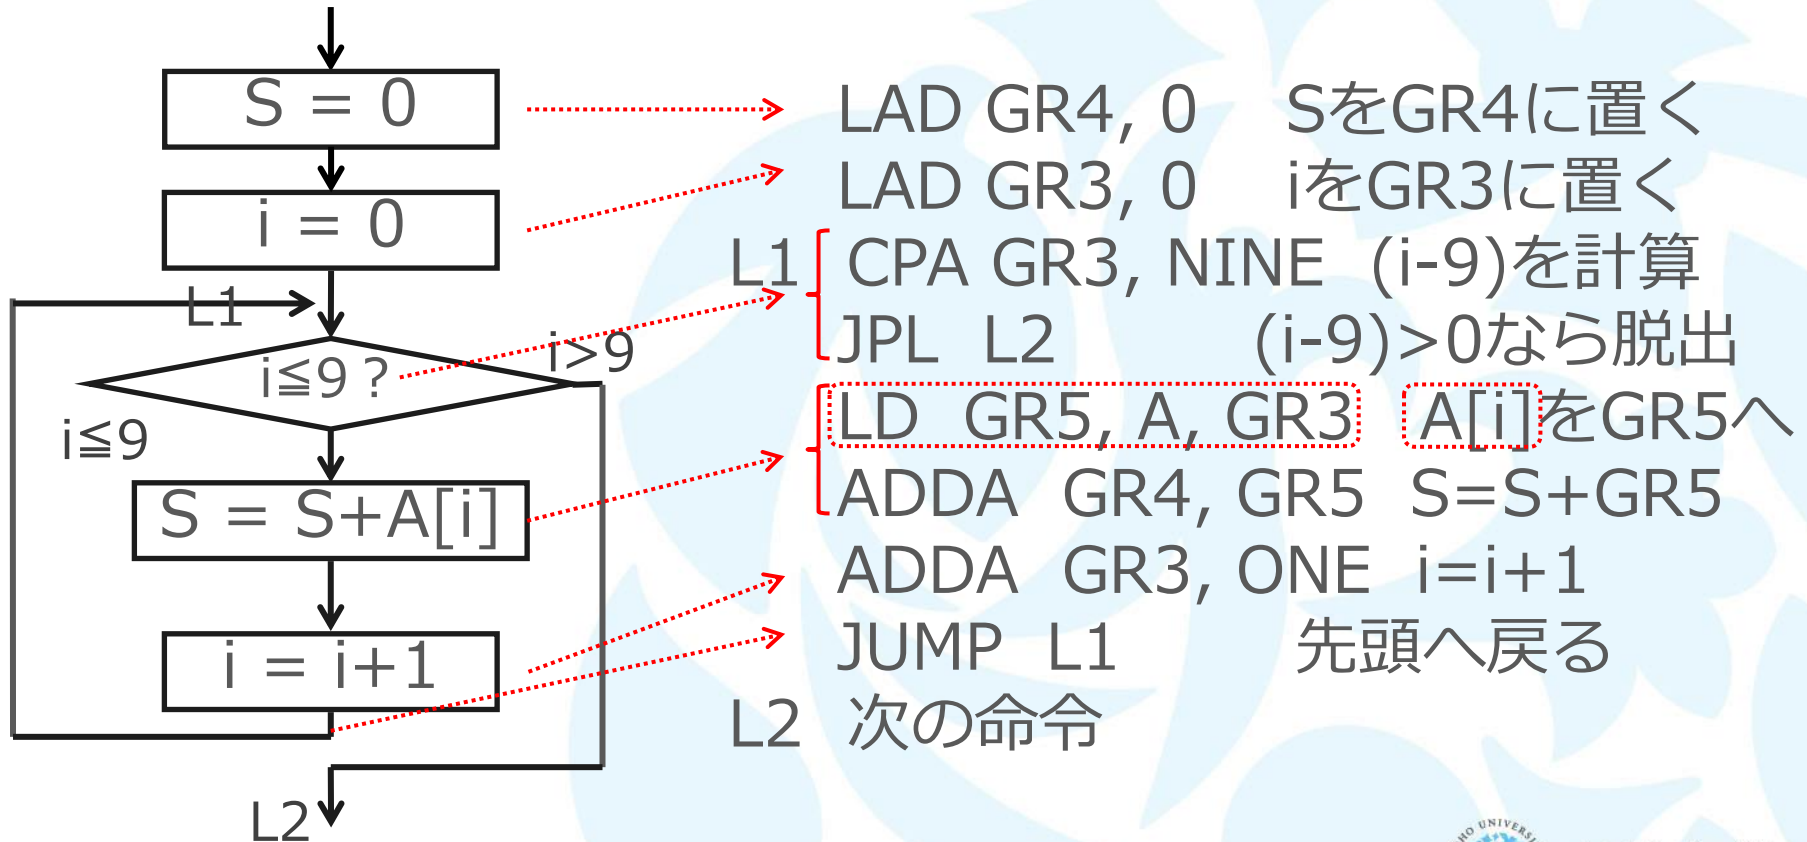 S = 0
i = 0
L1
i≦9 ?
i>9
i≦9
S = S+A[i]
i = i+1
L2
LAD GR4, 0 SをGR4に置く
LAD GR3, 0 iをGR3に置く
L1 CPA GR3, NINE (i-9)を計算
JPL L2 (i-9)>0なら脱出
LD GR5, A, GR3 A[i]をGR5へ
ADDA GR4, GR5 S=S+GR5
ADDA GR3, ONE i=i+1
JUMP L1 先頭へ戻る
L2 次の命令